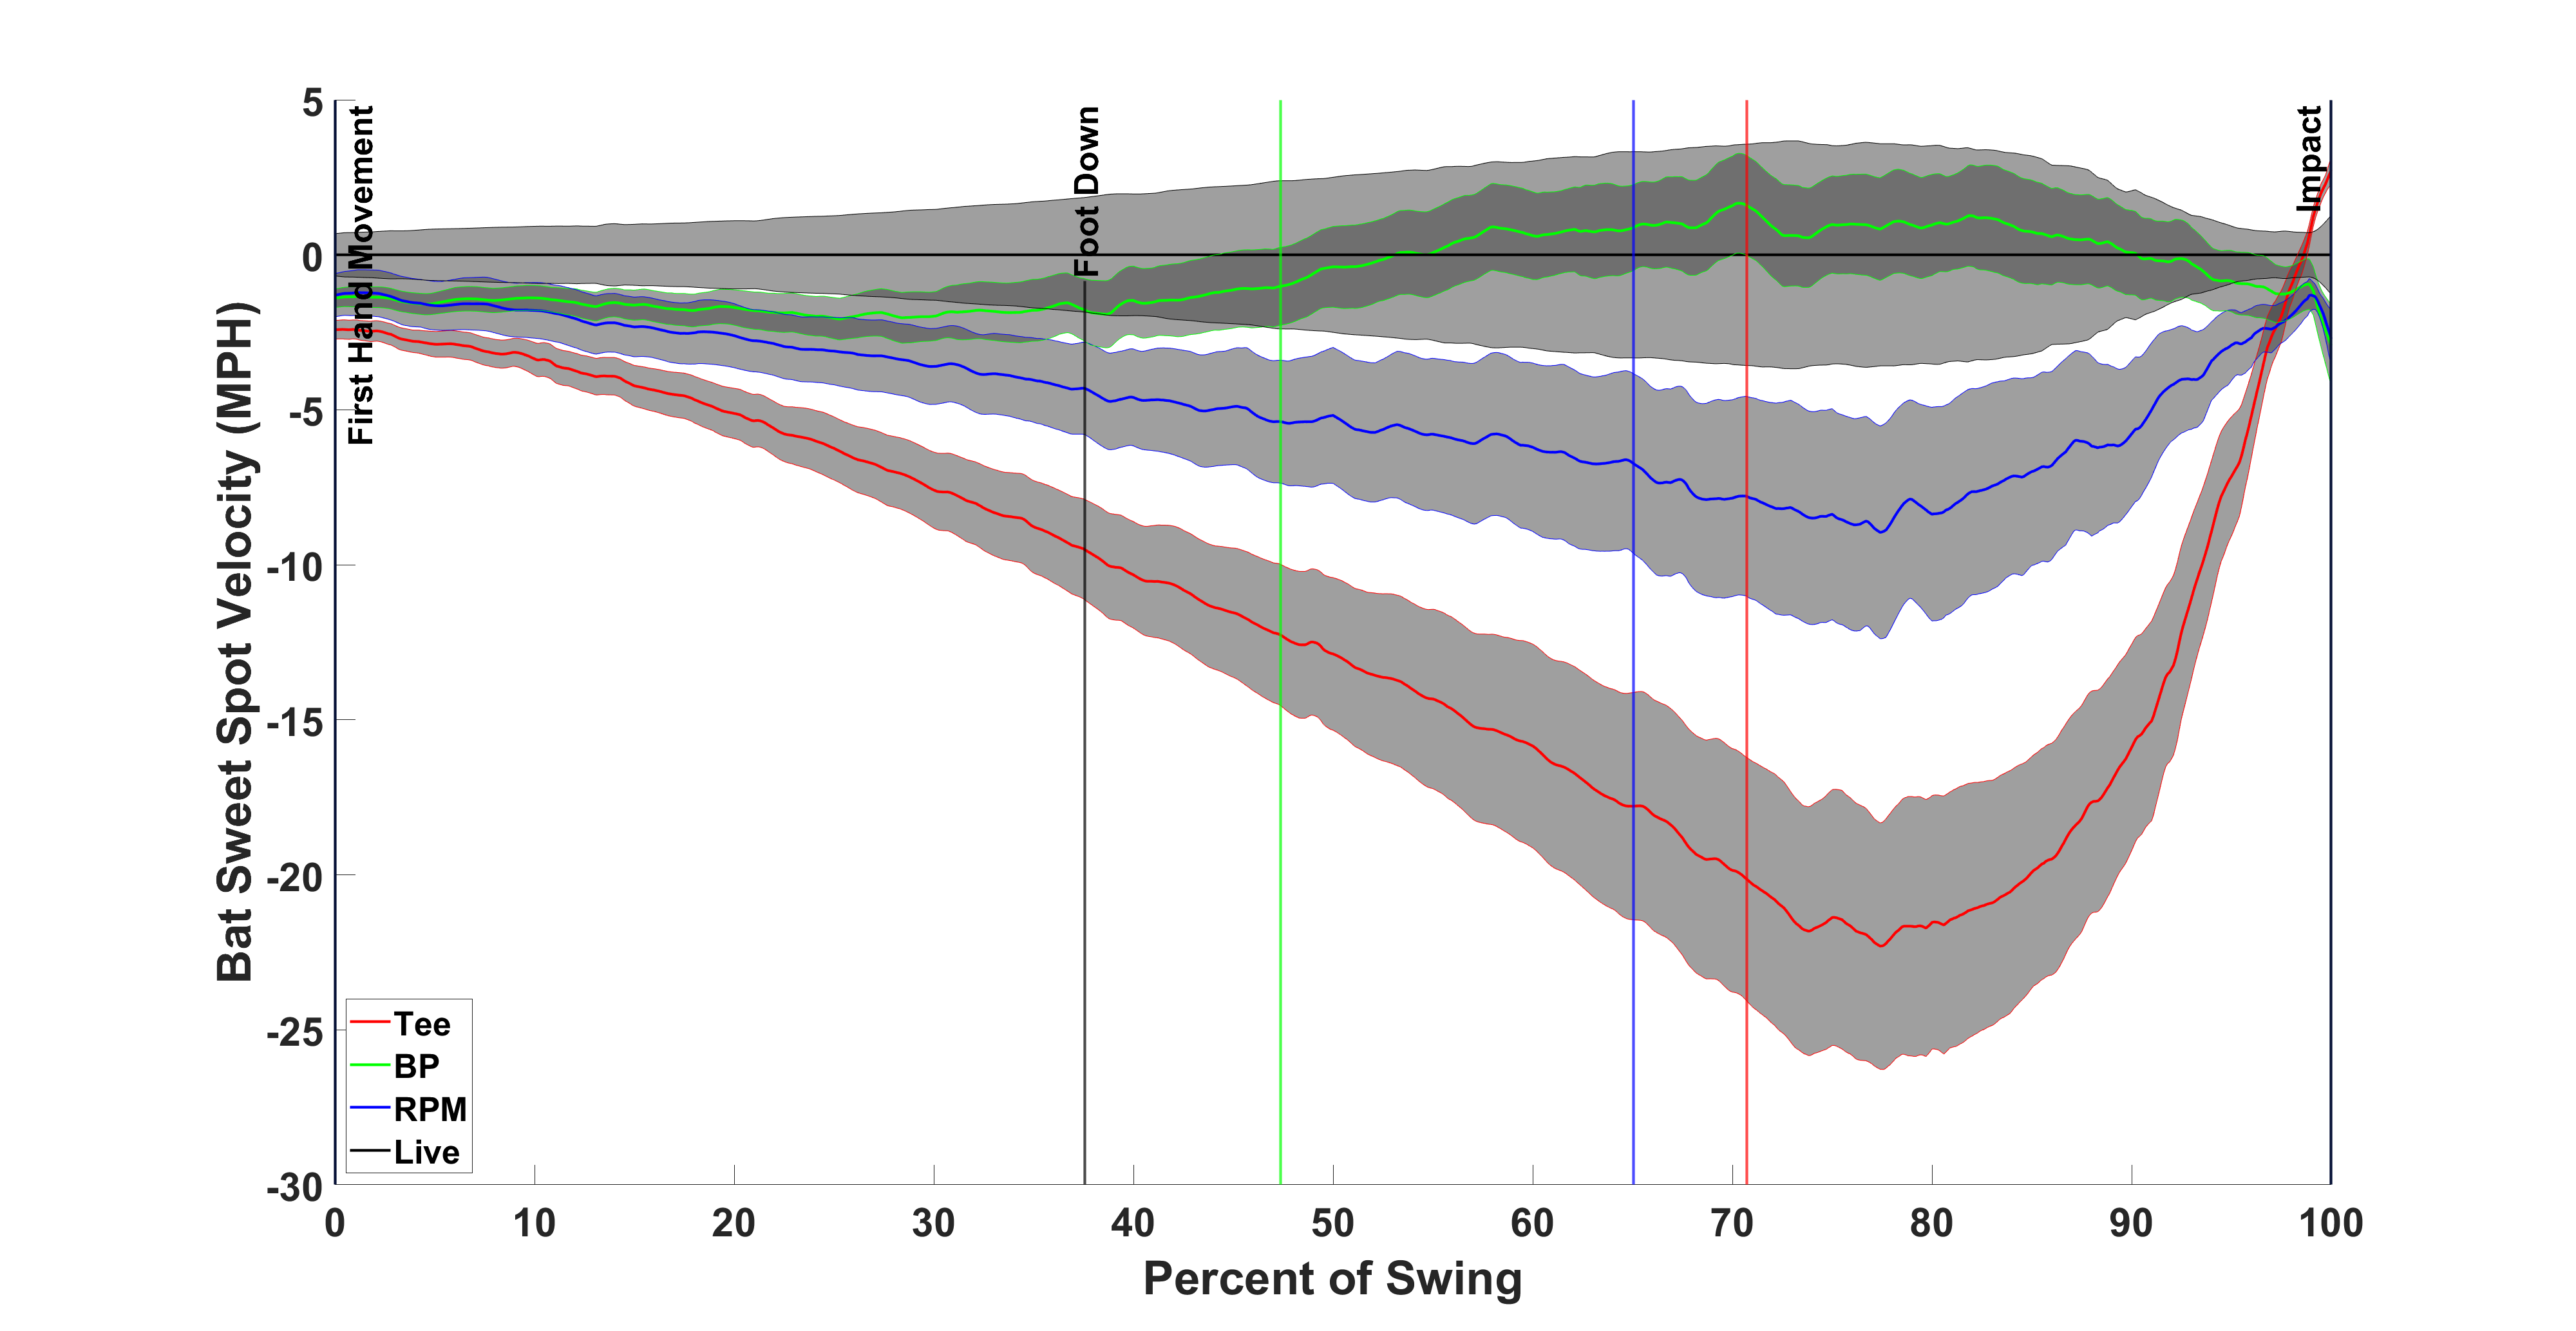 Bat Sweet Spot Velocity (MPH)
5
0
-5
-10
-15
-20
-25
-30
First Hand Movement
Foot Down
Impact
Tee
BP
RPM
Live
0 10 20 30 40 50 60 70 80 90 100
Percent of Swing